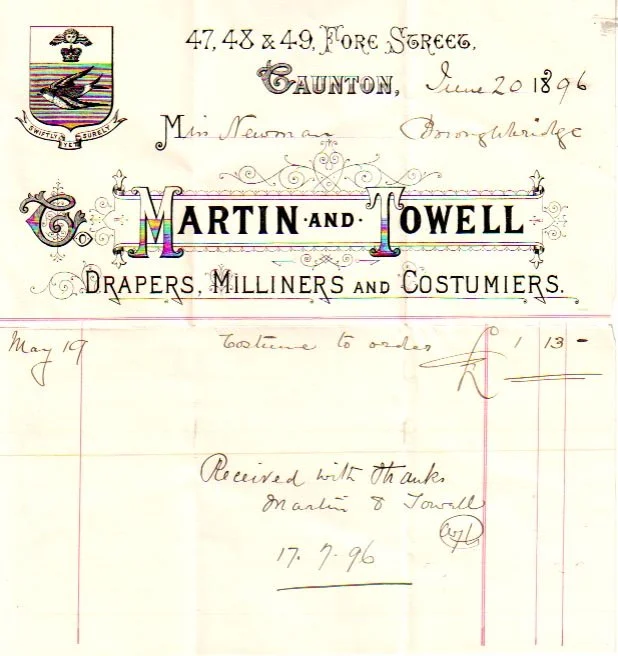 47, 48 & 49, FORE STREET,
TAUNTON, June 20 1896
SWIFTLY YET SURELY
Miss Newman Boroughbridge
To. MARTIN · AND · TOWELL
DRAPERS, MILLINERS AND COSTUMIERS.
May 19 Costume to order £ 1 13 -
Received with thanks
Martin & Towell
17. 7. 96